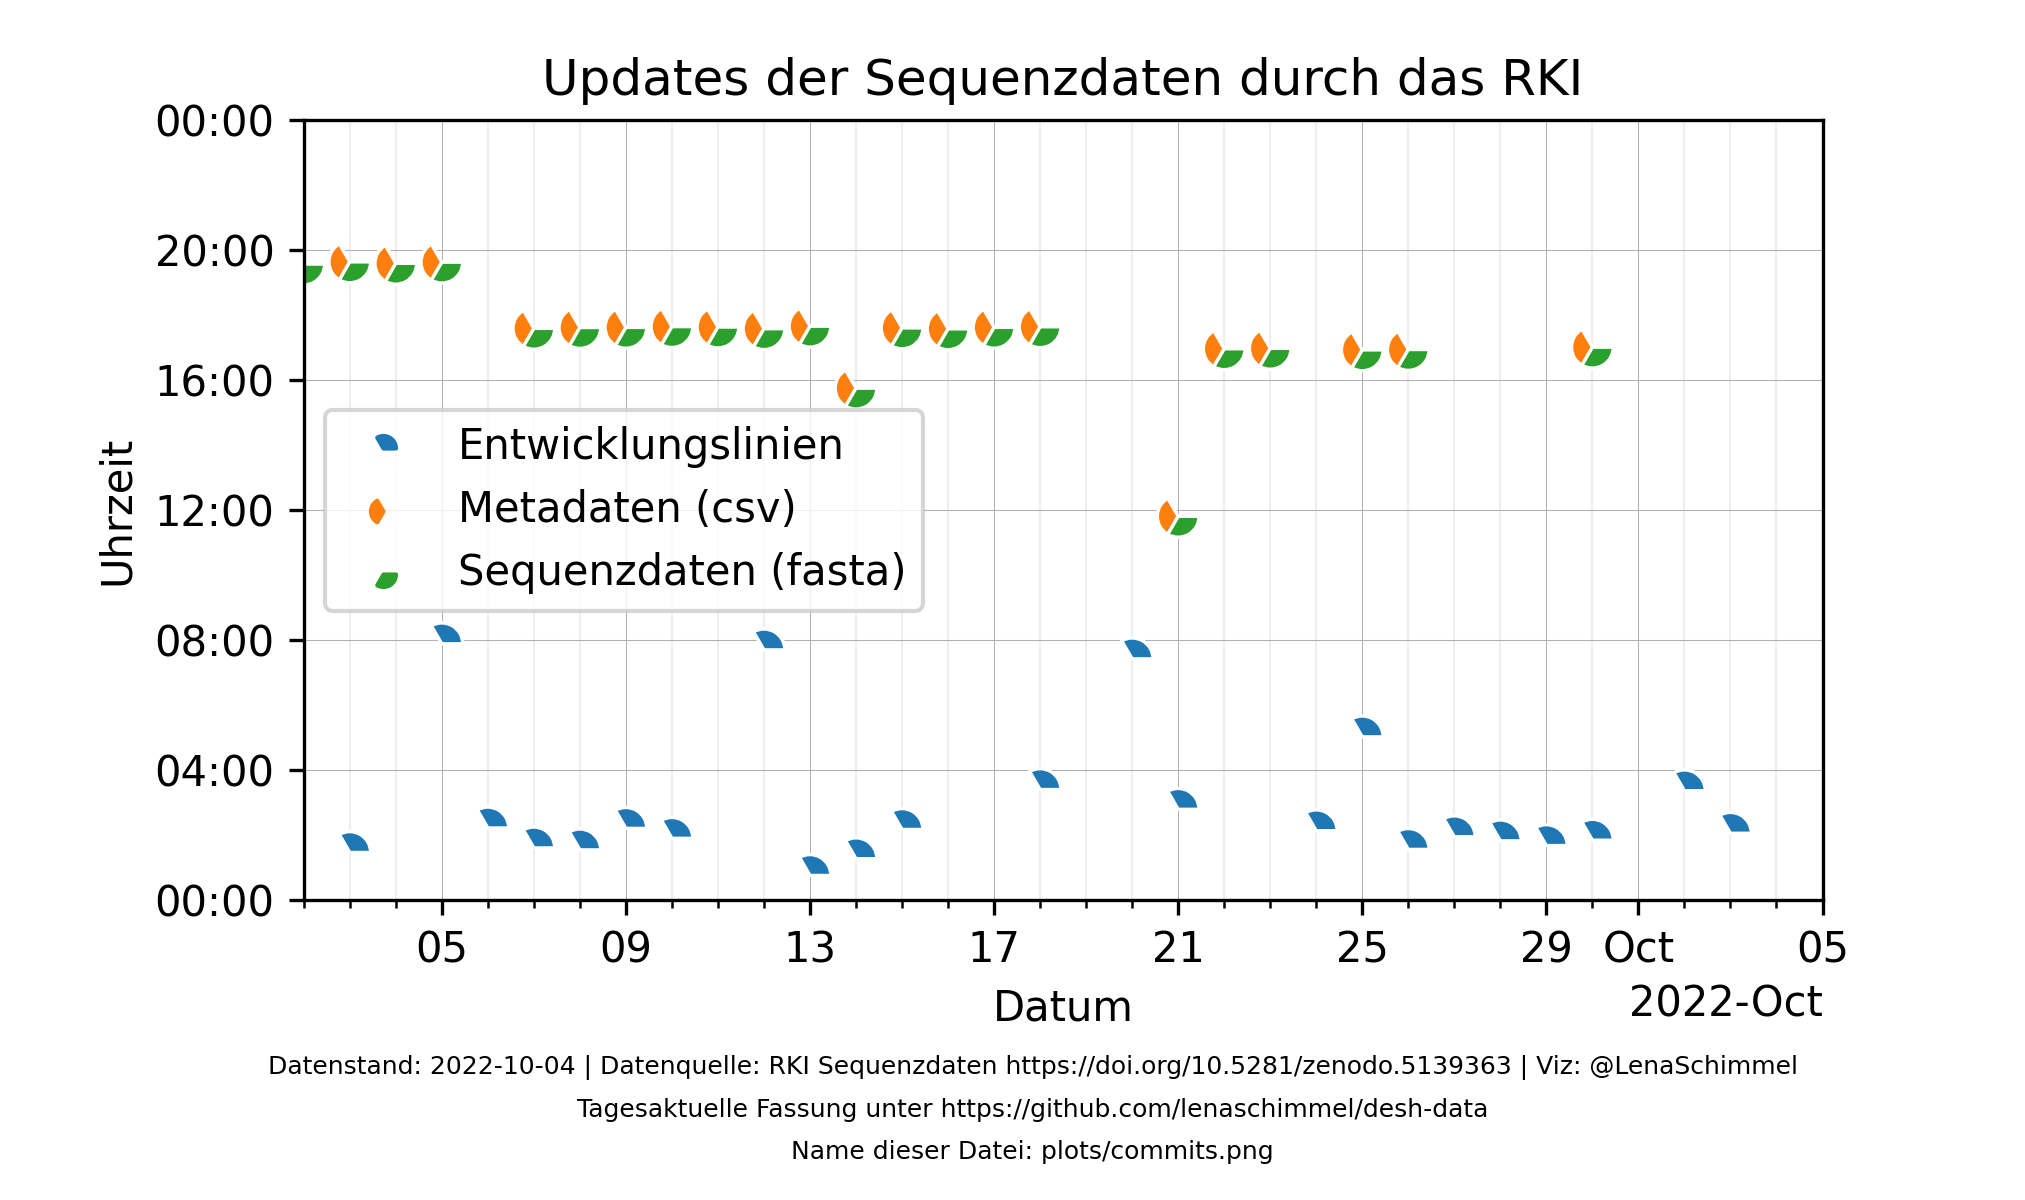 Updates der Sequenzdaten durch das RKI
00:00
20:00
16:00
12:00
08:00
04:00
00:00
Uhrzeit
Entwicklungslinien
Metadaten (csv)
Sequenzdaten (fasta)
05 09 13 17 21 25 29 Oct 05
2022-Oct
Datum
Datenstand: 2022-10-04 | Datenquelle: RKI Sequenzdaten https://doi.org/10.5281/zenodo.5139363 | Viz: @LenaSchimmel
Tagesaktuelle Fassung unter https://github.com/lenaschimmel/desh-data
Name dieser Datei: plots/commits.png